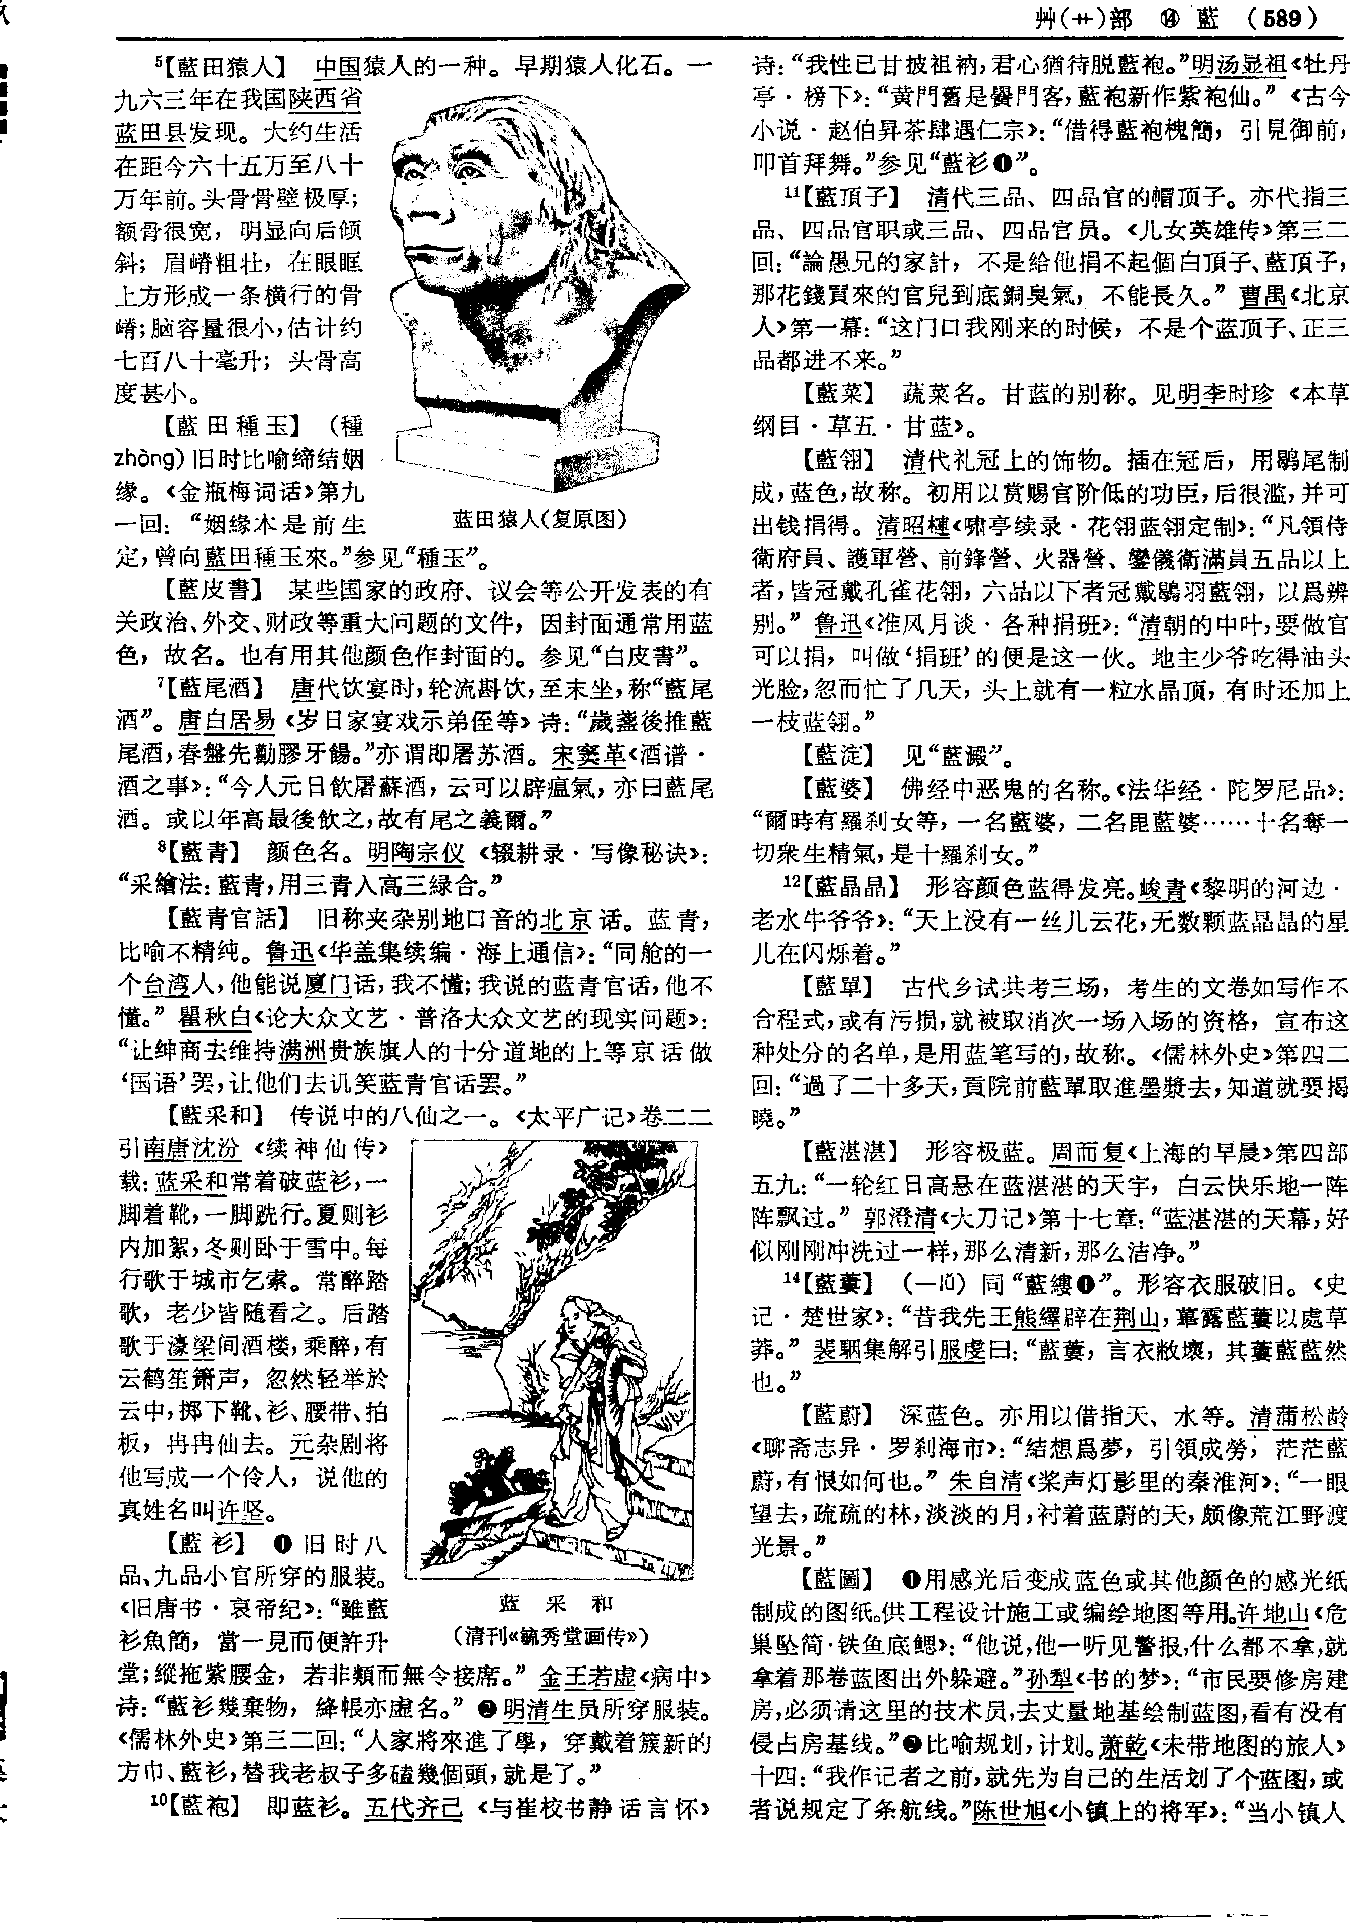 艸(艹)部 ⑭ 藍 (589)
⁵【藍田猿人】 中国猿人的一种。早期猿人化石。一
九六三年在我国陕西省
蓝田县发现。大约生活
在距今六十五万至八十
万年前。头骨骨壁极厚；
额骨很宽，明显向后倾
斜；眉嵴粗壮，在眼眶
上方形成一条横行的骨
嵴；脑容量很小，估计约
七百八十毫升；头骨高
度甚小。
【藍田種玉】 (種
zhòng)旧时比喻缔结姻
缘。《金瓶梅词话》第九
一回：“姻缘本是前生
定，曾向藍田種玉來。”参见“種玉”。
蓝田猿人(复原图)
【藍皮書】 某些国家的政府、议会等公开发表的有
关政治、外交、财政等重大问题的文件，因封面通常用蓝
色，故名。也有用其他颜色作封面的。参见“白皮書”。
⁷【藍尾酒】 唐代饮宴时，轮流斟饮，至末坐，称“藍尾
酒”。唐白居易《岁日家宴戏示弟侄等》诗：“歲盞後推藍
尾酒，春盤先勸膠牙餳。”亦谓即屠苏酒。宋窦革《酒谱·
酒之事》：“今人元日飲屠蘇酒，云可以辟瘟氣，亦曰藍尾
酒。或以年高最後飲之，故有尾之義爾。”
⁸【藍青】 颜色名。明陶宗仪《辍耕录·写像秘诀》：
“采繪法：藍青，用三青入高三緑合。”
【藍青官話】 旧称夹杂别地口音的北京话。蓝青，
比喻不精纯。鲁迅《华盖集续编·海上通信》：“同舱的一
个台湾人，他能说厦门话，我不懂；我说的蓝青官话，他不
懂。”瞿秋白《论大众文艺·普洛大众文艺的现实问题》：
“让绅商去维持满洲贵族旗人的十分道地的上等京话做
‘国语’罢，让他们去讥笑蓝青官话罢。”
【藍采和】 传说中的八仙之一。《太平广记》卷二二
引南唐沈汾《续神仙传》
载：蓝采和常着破蓝衫，一
脚着靴，一脚跣行。夏则衫
内加絮，冬则卧于雪中。每
行歌于城市乞索。常醉踏
歌，老少皆随看之。后踏
歌于濠梁间酒楼，乘醉，有
云鹤笙箫声，忽然轻举於
云中，掷下靴、衫、腰带、拍
板，冉冉仙去。元杂剧将
他写成一个伶人，说他的
真姓名叫许坚。
蓝采和
(清刊《毓秀堂画传》)
【藍衫】 ❶旧时八
品、九品小官所穿的服装。
《旧唐书·哀帝纪》：“雖藍
衫魚簡，當一見而便許升
堂；縱拖紫腰金，若非類而無令接席。”金王若虚《病中》
诗：“藍衫幾棄物，絳帳亦虚名。”❷明清生员所穿服装。
《儒林外史》第三二回：“人家將來進了學，穿戴着簇新的
方巾、藍衫，替我老叔子多磕幾個頭，就是了。”
¹⁰【藍袍】 即蓝衫。五代齐己《与崔校书静话言怀》
诗：“我性已甘披祖衲，君心猶待脱藍袍。”明汤显祖《牡丹
亭·榜下》：“黄門舊是黌門客，藍袍新作紫袍仙。”《古今
小说·赵伯昇茶肆遇仁宗》：“借得藍袍槐簡，引見御前，
叩首拜舞。”参见“藍衫❶”。
¹¹【藍頂子】 清代三品、四品官的帽顶子。亦代指三
品、四品官职或三品、四品官员。《儿女英雄传》第三二
回：“論愚兄的家計，不是给他捐不起個白頂子、藍頂子，
那花錢買來的官兒到底銅臭氣，不能長久。”曹禺《北京
人》第一幕：“这门口我刚来的时候，不是个蓝顶子、正三
品都进不来。”
【藍菜】 蔬菜名。甘蓝的别称。见明李时珍《本草
纲目·草五·甘蓝》。
【藍翎】 清代礼冠上的饰物。插在冠后，用鶡尾制
成，蓝色，故称。初用以赏赐官阶低的功臣，后很滥，并可
出钱捐得。清昭槤《啸亭续录·花翎蓝翎定制》：“凡領侍
衛府員、護軍營、前鋒營、火器營、鑾儀衛滿員五品以上
者，皆冠戴孔雀花翎，六品以下者冠戴鶡羽藍翎，以爲辨
别。”鲁迅《准风月谈·各种捐班》：“清朝的中叶，要做官
可以捐，叫做‘捐班’的便是这一伙。地主少爷吃得油头
光脸，忽而忙了几天，头上就有一粒水晶顶，有时还加上
一枝蓝翎。”
【藍淀】 见“藍澱”。
【藍婆】 佛经中恶鬼的名称。《法华经·陀罗尼品》：
“爾時有羅刹女等，一名藍婆，二名毘藍婆……十名奪一
切衆生精氣，是十羅刹女。”
¹²【藍晶晶】 形容颜色蓝得发亮。峻青《黎明的河边·
老水牛爷爷》：“天上没有一丝儿云花，无数颗蓝晶晶的星
儿在闪烁着。”
【藍單】 古代乡试共考三场，考生的文卷如写作不
合程式，或有污损，就被取消次一场入场的资格，宣布这
种处分的名单，是用蓝笔写的，故称。《儒林外史》第四二
回：“過了二十多天，貢院前藍單取進墨漿去，知道就要揭
曉。”
【藍湛湛】 形容极蓝。周而复《上海的早晨》第四部
五九：“一轮红日高悬在蓝湛湛的天宇，白云快乐地一阵
阵飘过。”郭澄清《大刀记》第十七章：“蓝湛湛的天幕，好
似刚刚冲洗过一样，那么清新，那么洁净。”
¹⁴【藍蔞】 (—lǚ)同“藍縷❶”。形容衣服破旧。《史
记·楚世家》：“昔我先王熊繹辟在荆山，蓽露藍蔞以處草
莽。”裴駰集解引服虔曰：“藍蔞，言衣敝壞，其蔞藍藍然
也。”
【藍蔚】 深蓝色。亦用以借指天、水等。清蒲松龄
《聊斋志异·罗刹海市》：“結想爲夢，引領成勞，茫茫藍
蔚，有恨如何也。”朱自清《桨声灯影里的秦淮河》：“一眼
望去，疏疏的林，淡淡的月，衬着蓝蔚的天，颇像荒江野渡
光景。”
【藍圖】 ❶用感光后变成蓝色或其他颜色的感光纸
制成的图纸。供工程设计施工或编绘地图等用。许地山《危
巢坠简·铁鱼底鳃》：“他说，他一听见警报，什么都不拿，就
拿着那卷蓝图出外躲避。”孙犁《书的梦》：“市民要修房建
房，必须请这里的技术员，去丈量地基绘制蓝图，看有没有
侵占房基线。”❷比喻规划，计划。萧乾《未带地图的旅人》
十四：“我作记者之前，就先为自己的生活划了个蓝图，或
者说规定了条航线。”陈世旭《小镇上的将军》：“当小镇人